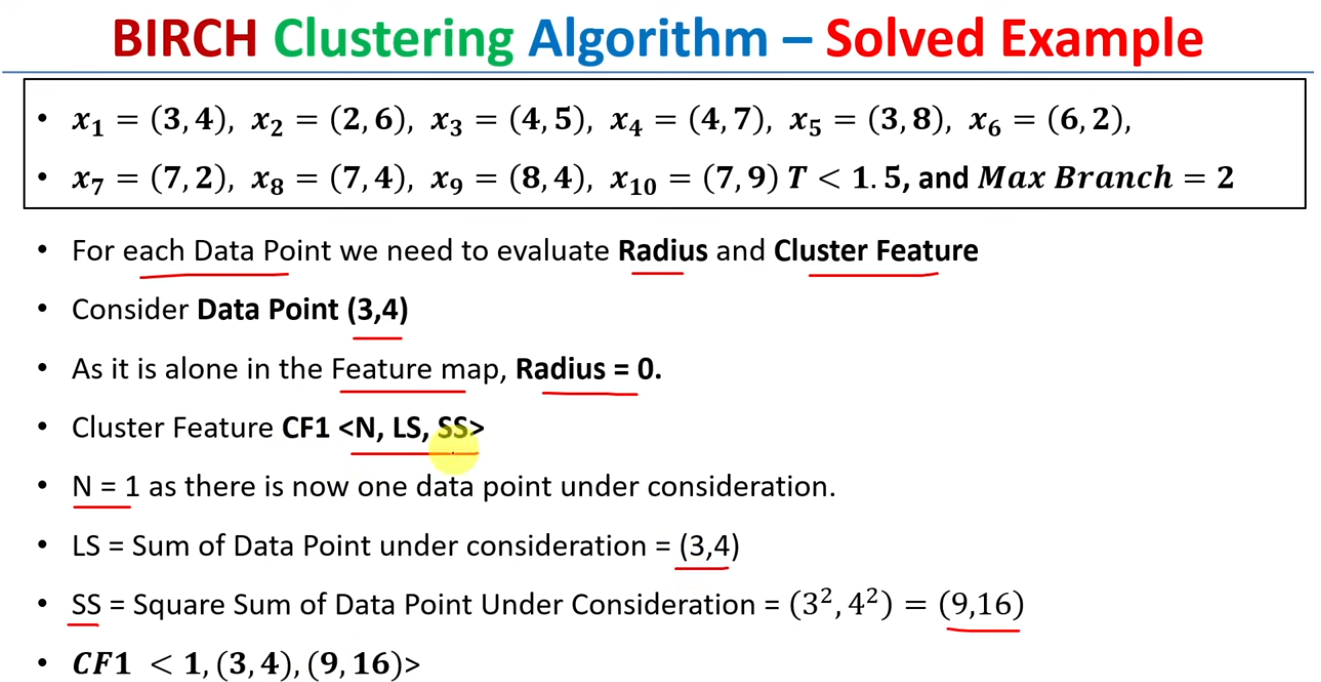 BIRCH Clustering Algorithm – Solved Example
• x₁ = (3, 4), x₂ = (2, 6), x₃ = (4, 5), x₄ = (4, 7), x₅ = (3, 8), x₆ = (6, 2),
• x₇ = (7, 2), x₈ = (7, 4), x₉ = (8, 4), x₁₀ = (7, 9) T < 1.5, and Max Branch = 2
• For each Data Point we need to evaluate Radius and Cluster Feature
• Consider Data Point (3,4)
• As it is alone in the Feature map, Radius = 0.
• Cluster Feature CF1 <N, LS, SS>
• N = 1 as there is now one data point under consideration.
• LS = Sum of Data Point under consideration = (3,4)
• SS = Square Sum of Data Point Under Consideration = (3², 4²) = (9,16)
• CF1 < 1, (3, 4), (9, 16)>